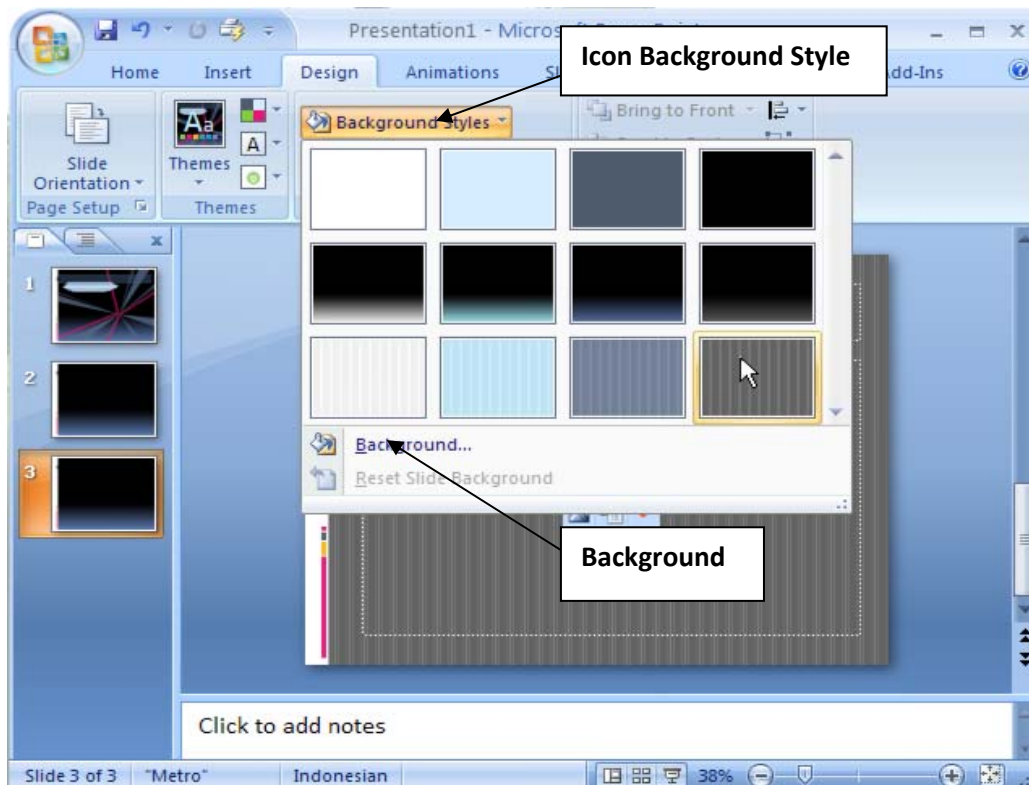 Presentation1 - Micros
Icon Background Style
Home Insert Design Animations Sl dd-Ins
Background Styles
Bring to Front
Aa
A
Slide
Orientation
Themes
Page Setup
Themes
1
2
3
Background...
Reset Slide Background
Background
Click to add notes
Slide 3 of 3 "Metro" Indonesian 38%